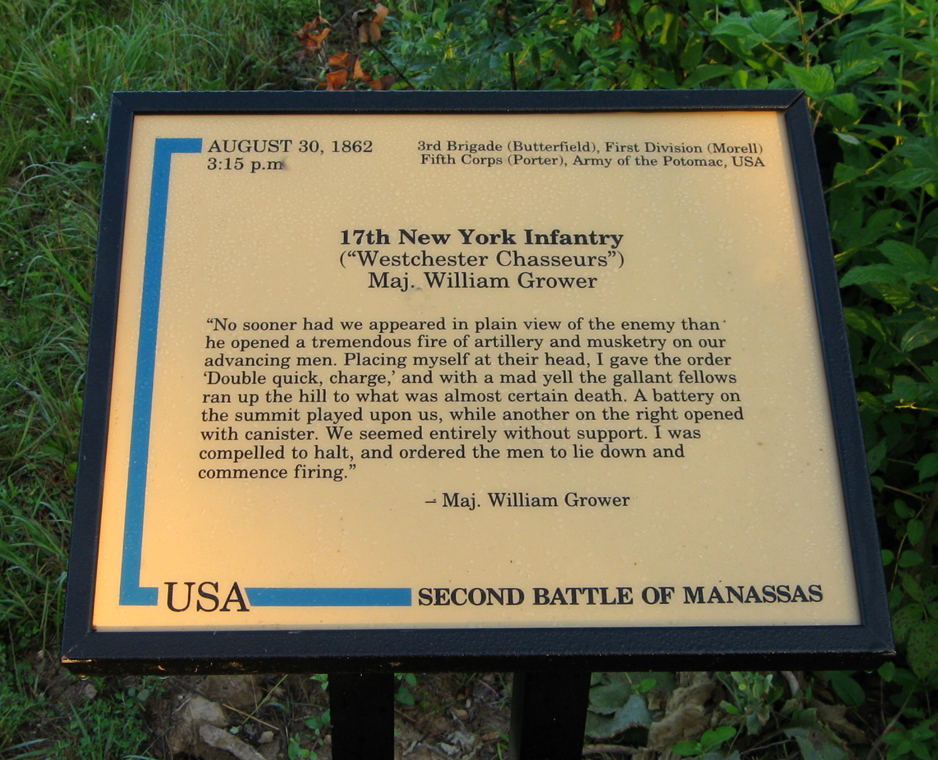 AUGUST 30, 1862
3:15 p.m
3rd Brigade (Butterfield), First Division (Morell)
Fifth Corps (Porter), Army of the Potomac, USA
17th New York Infantry
(“Westchester Chasseurs”)
Maj. William Grower
“No sooner had we appeared in plain view of the enemy than
he opened a tremendous fire of artillery and musketry on our
advancing men. Placing myself at their head, I gave the order
‘Double quick, charge,’ and with a mad yell the gallant fellows
ran up the hill to what was almost certain death. A battery on
the summit played upon us, while another on the right opened
with canister. We seemed entirely without support. I was
compelled to halt, and ordered the men to lie down and
commence firing.”
– Maj. William Grower
USA
SECOND BATTLE OF MANASSAS